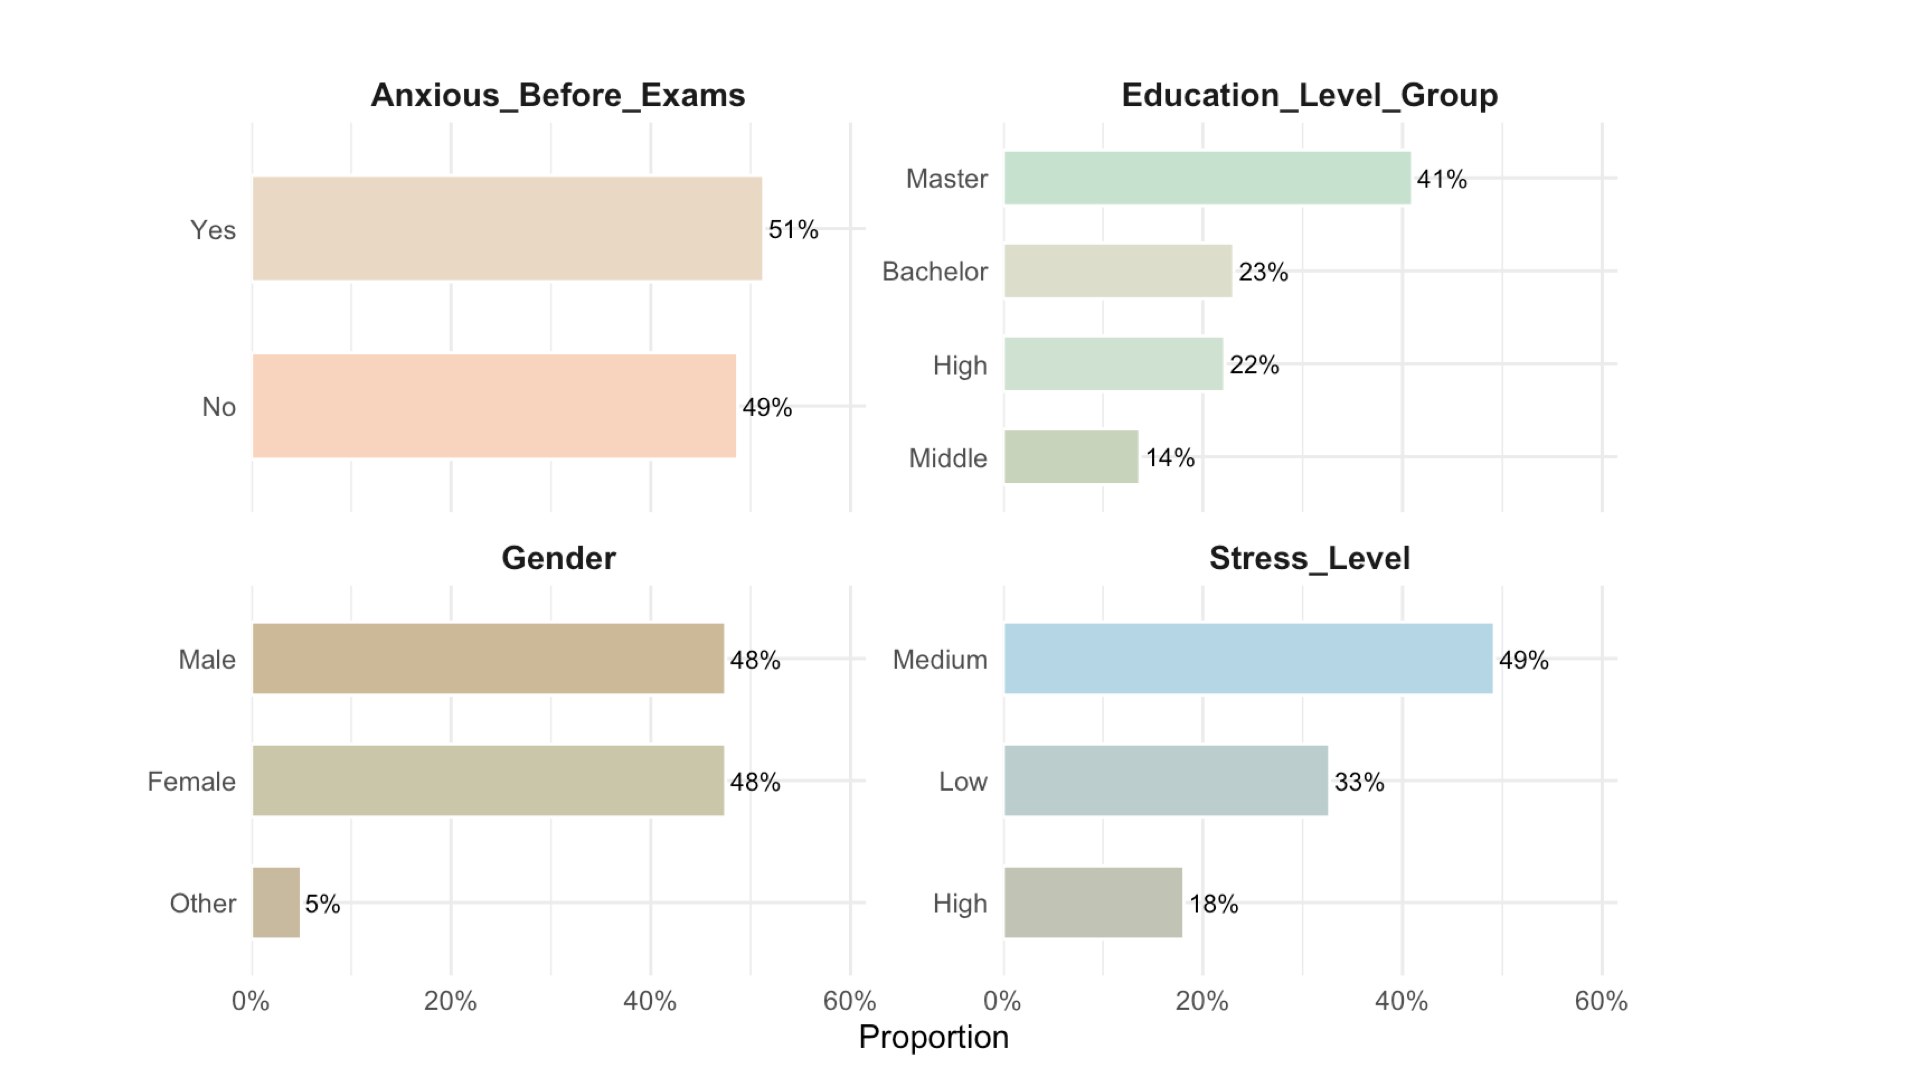 Anxious_Before_Exams
Yes
51%
No
49%
Education_Level_Group
Master
41%
Bachelor
23%
High
22%
Middle
14%
Gender
Male
48%
Female
48%
Other
5%
0% 20% 40% 60%
Stress_Level
Medium
49%
Low
33%
High
18%
0% 20% 40% 60%
Proportion